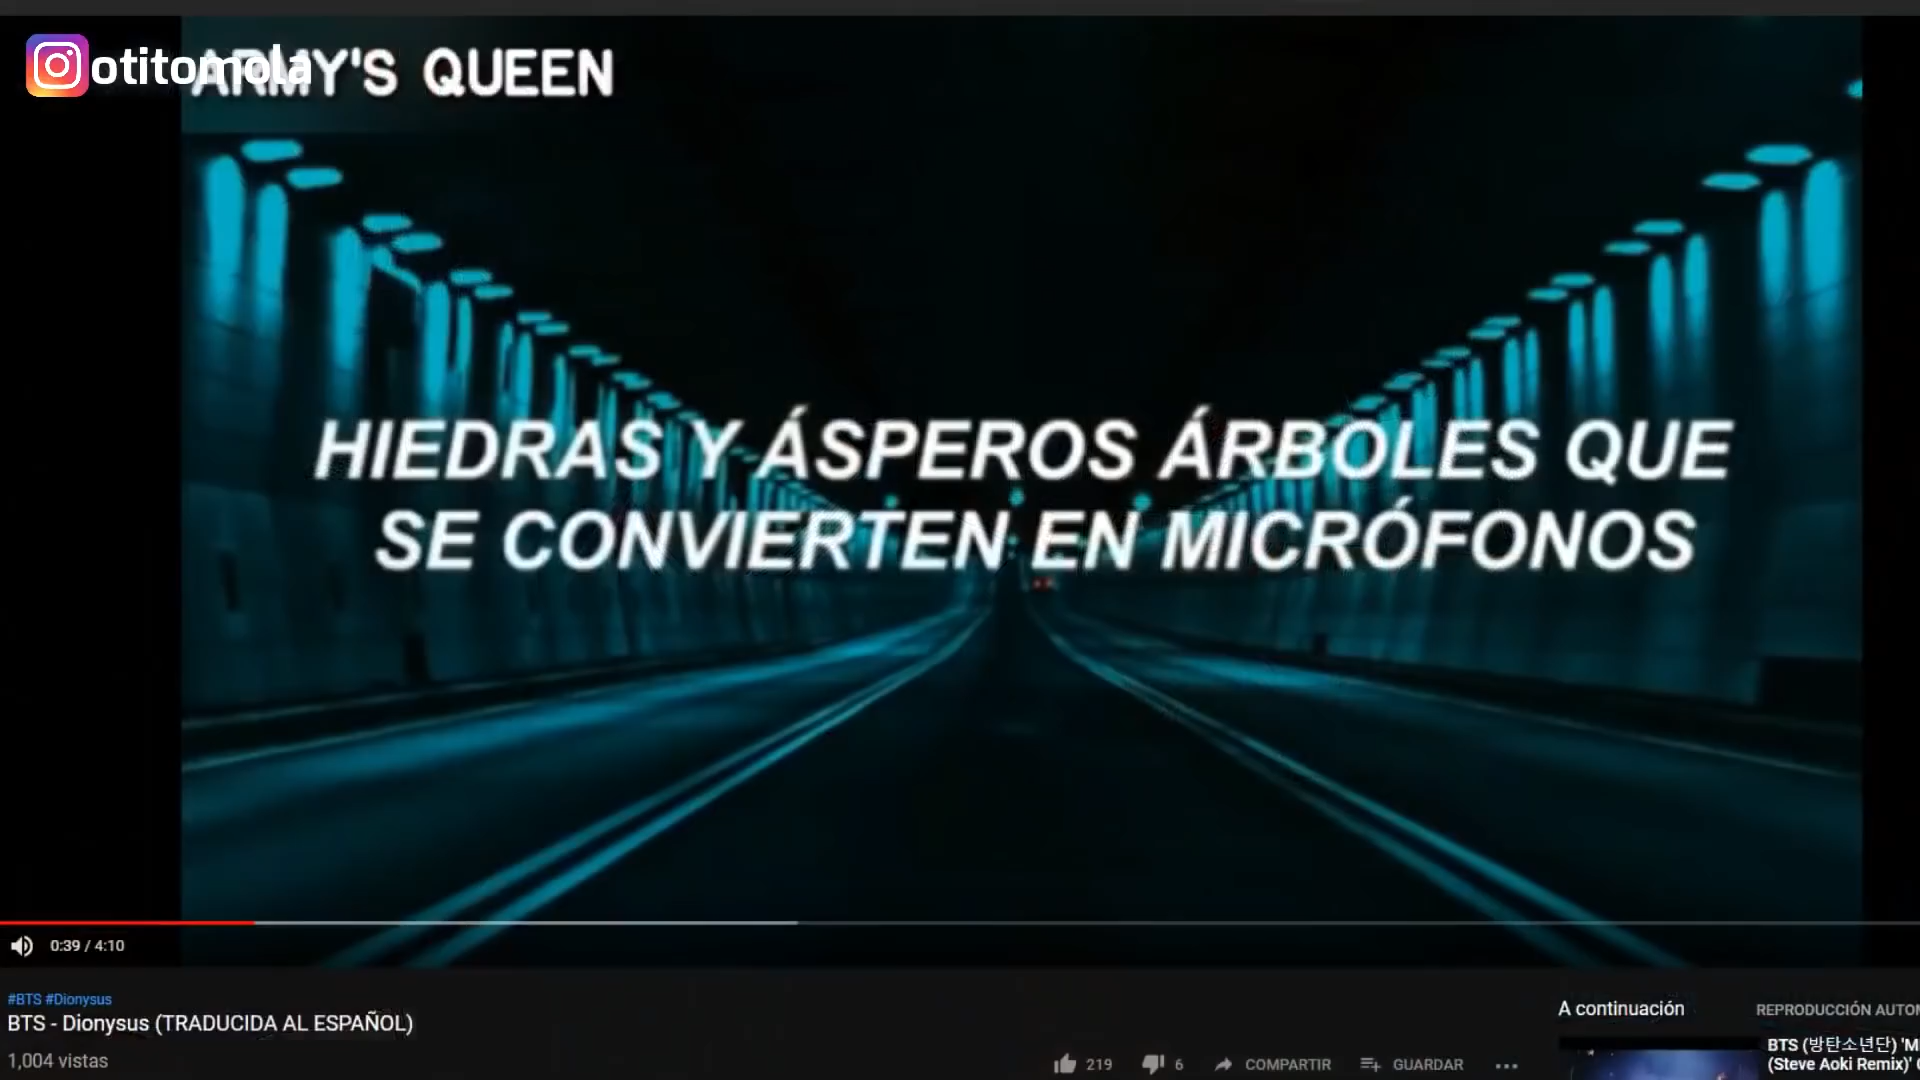 otitomola
ARMY'S QUEEN
HIEDRAS Y ÁSPEROS ÁRBOLES QUE
SE CONVIERTEN EN MICRÓFONOS
0:39 / 4:10
#BTS #Dionysus
BTS - Dionysus (TRADUCIDA AL ESPAÑOL)
1,004 vistas
219
6
COMPARTIR
GUARDAR
A continuación
BTS (방탄소년단)
(Steve Aoki Remix)'